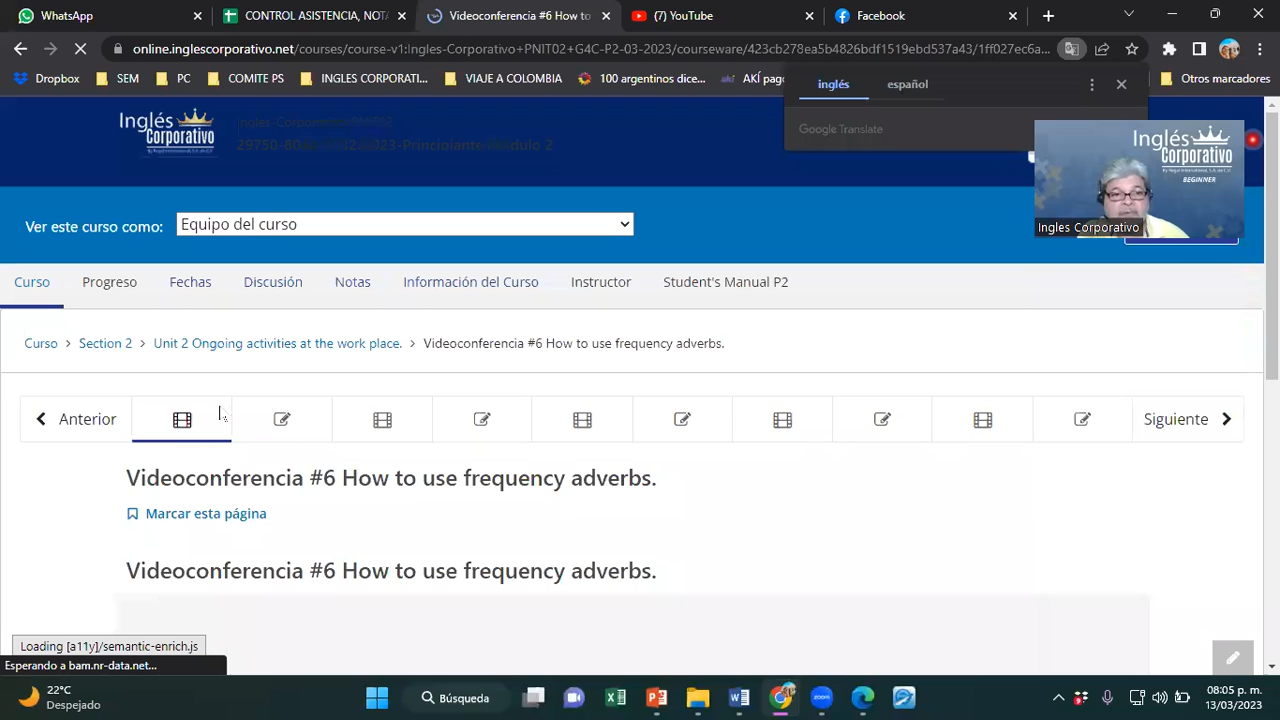 WhatsApp
CONTROL ASISTENCIA, NOTA
Videoconferencia #6 How to
(7) YouTube
Facebook
online.inglescorporativo.net/courses/course-v1:Ingles-Corporativo+PNIT02+G4C-P2-03-2023/courseware/423cb278ea5b4826bdf1519ebd537a43/1ff027ec6a...
Dropbox
SEM
PC
COMITE PS
INGLES CORPORATI...
VIAJE A COLOMBIA
100 argentinos dice...
AKÍ pago
Otros marcadores
inglés
español
Google Translate
Inglés
Corporativo
Inglés
Corporativo
By Regal International, S.A. de C.V.
BEGINNER
Ingles Corporativo
Ver este curso como:
Equipo del curso
Curso
Progreso
Fechas
Discusión
Notas
Información del Curso
Instructor
Student's Manual P2
Curso > Section 2 > Unit 2 Ongoing activities at the work place. > Videoconferencia #6 How to use frequency adverbs.
Anterior
Siguiente
Videoconferencia #6 How to use frequency adverbs.
Marcar esta página
Videoconferencia #6 How to use frequency adverbs.
Loading [a11y]/semantic-enrich.js
Esperando a bam.nr-data.net...
22°C
Despejado
Búsqueda
08:05 p. m.
13/03/2023